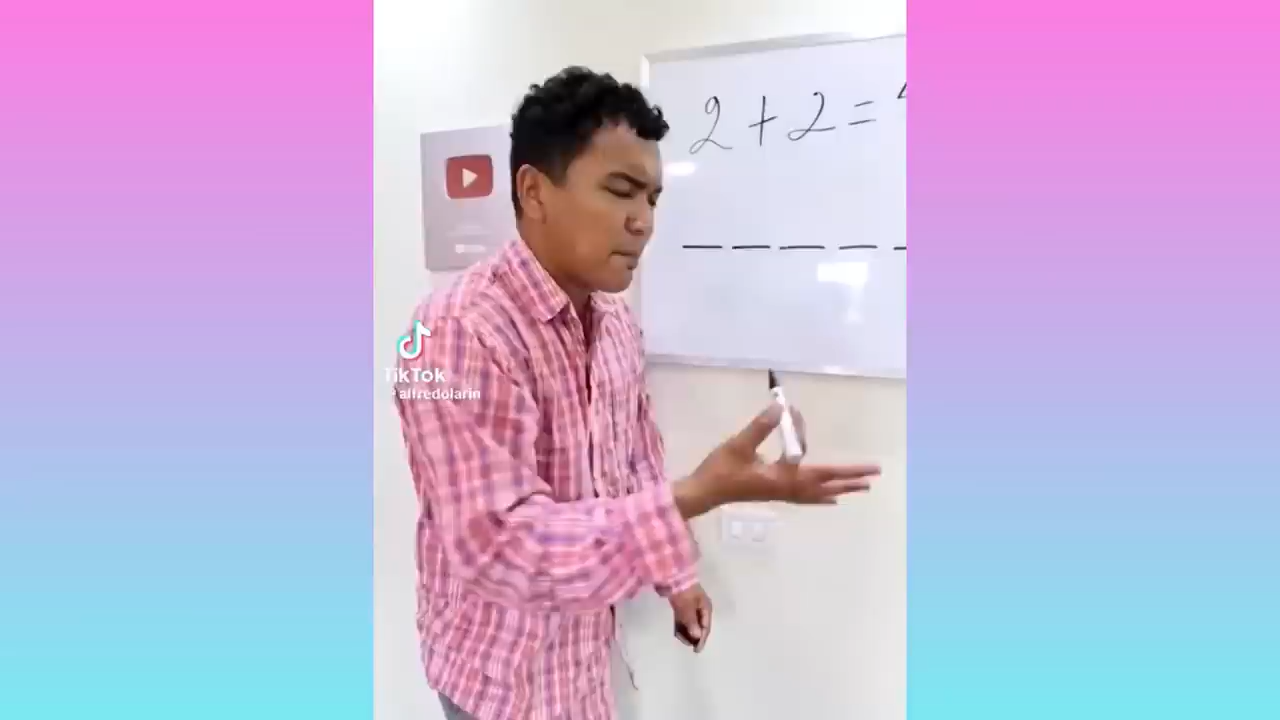 2 + 2 =
TikTok
alfredolarin